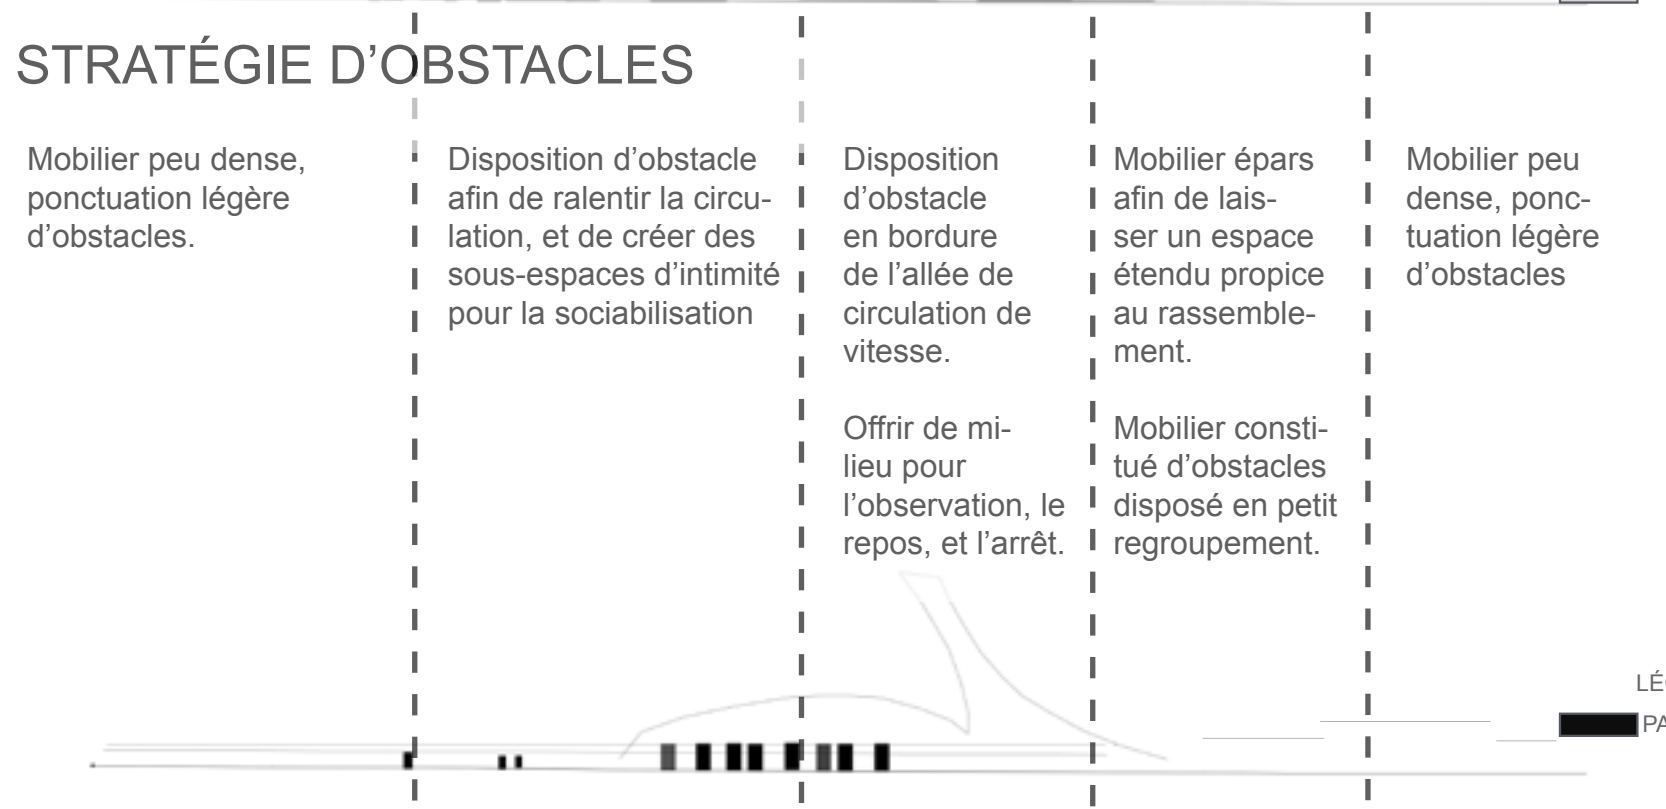 STRATÉGIE D’OBSTACLES
Mobilier peu dense,
ponctuation légère
d’obstacles.
Disposition d’obstacle
afin de ralentir la circu-
lation, et de créer des
sous-espaces d’intimité
pour la sociabilisation
Disposition
d’obstacle
en bordure
de l’allée de
circulation de
vitesse.
Offrir de mi-
lieu pour
l’observation, le
repos, et l’arrêt.
Mobilier épars
afin de lais-
ser un espace
étendu propice
au rassemble-
ment.
Mobilier consti-
tué d’obstacles
disposé en petit
regroupement.
Mobilier peu
dense, ponc-
tuation légère
d’obstacles